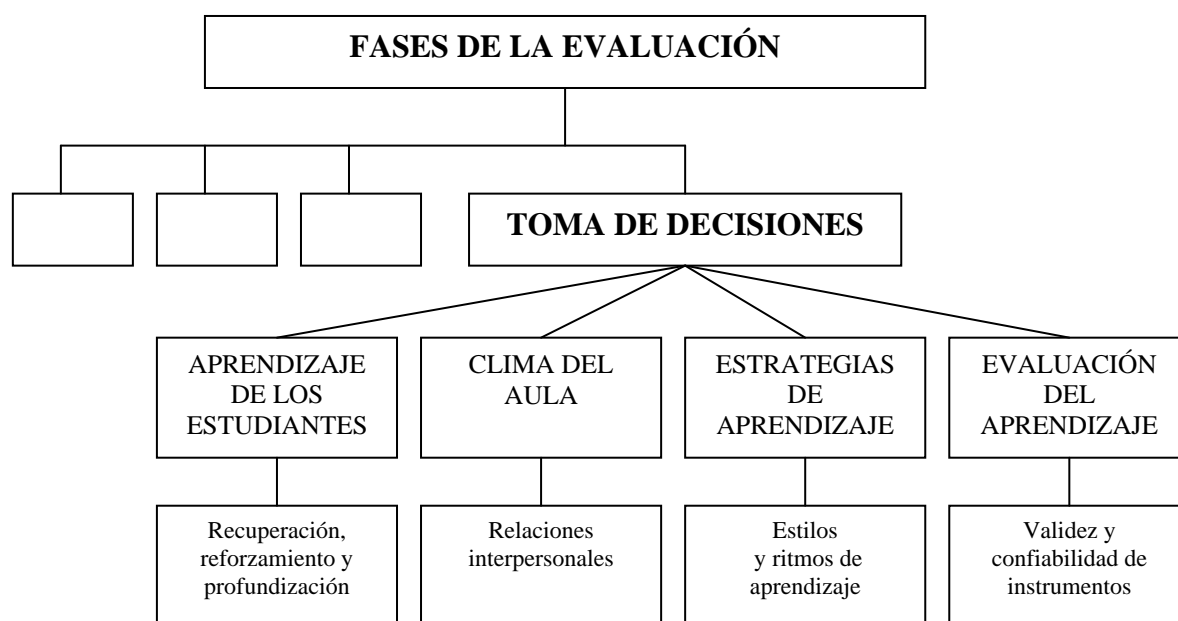 FASES DE LA EVALUACIÓN
TOMA DE DECISIONES
APRENDIZAJE
DE LOS
ESTUDIANTES
CLIMA DEL
AULA
ESTRATEGIAS
DE
APRENDIZAJE
EVALUACIÓN
DEL
APRENDIZAJE
Recuperación,
reforzamiento y
profundización
Relaciones
interpersonales
Estilos
y ritmos de
aprendizaje
Validez y
confiabilidad de
instrumentos